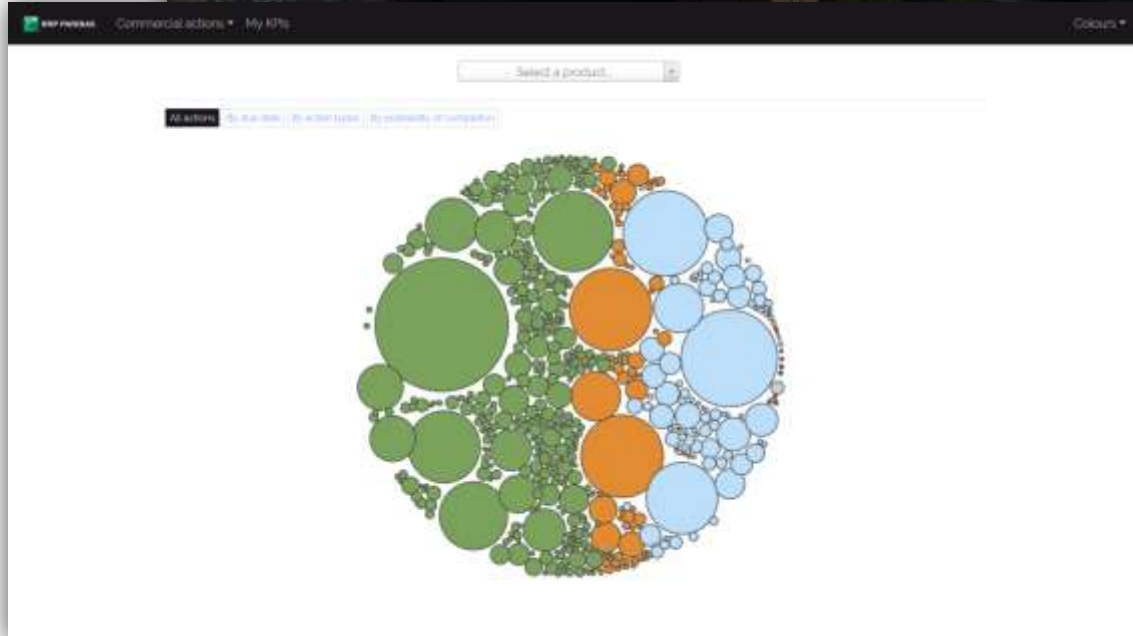 BNP PARIBAS Commercial actions My KPIs Colours
- Select a product...
All actions By due date By action types By probability of completion